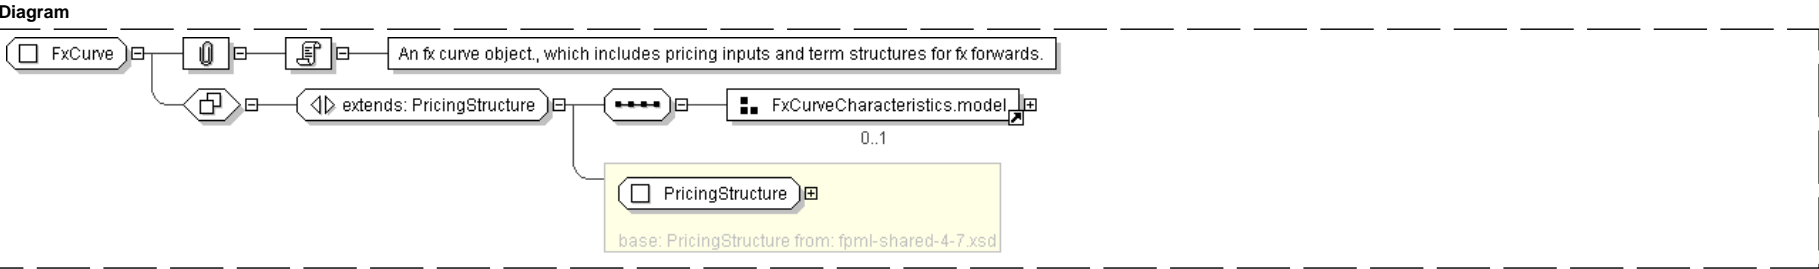 Diagram
FxCurve
An fx curve object., which includes pricing inputs and term structures for fx forwards.
extends: PricingStructure
FxCurveCharacteristics.model
0..1
PricingStructure
base: PricingStructure from: fpml-shared-4-7.xsd